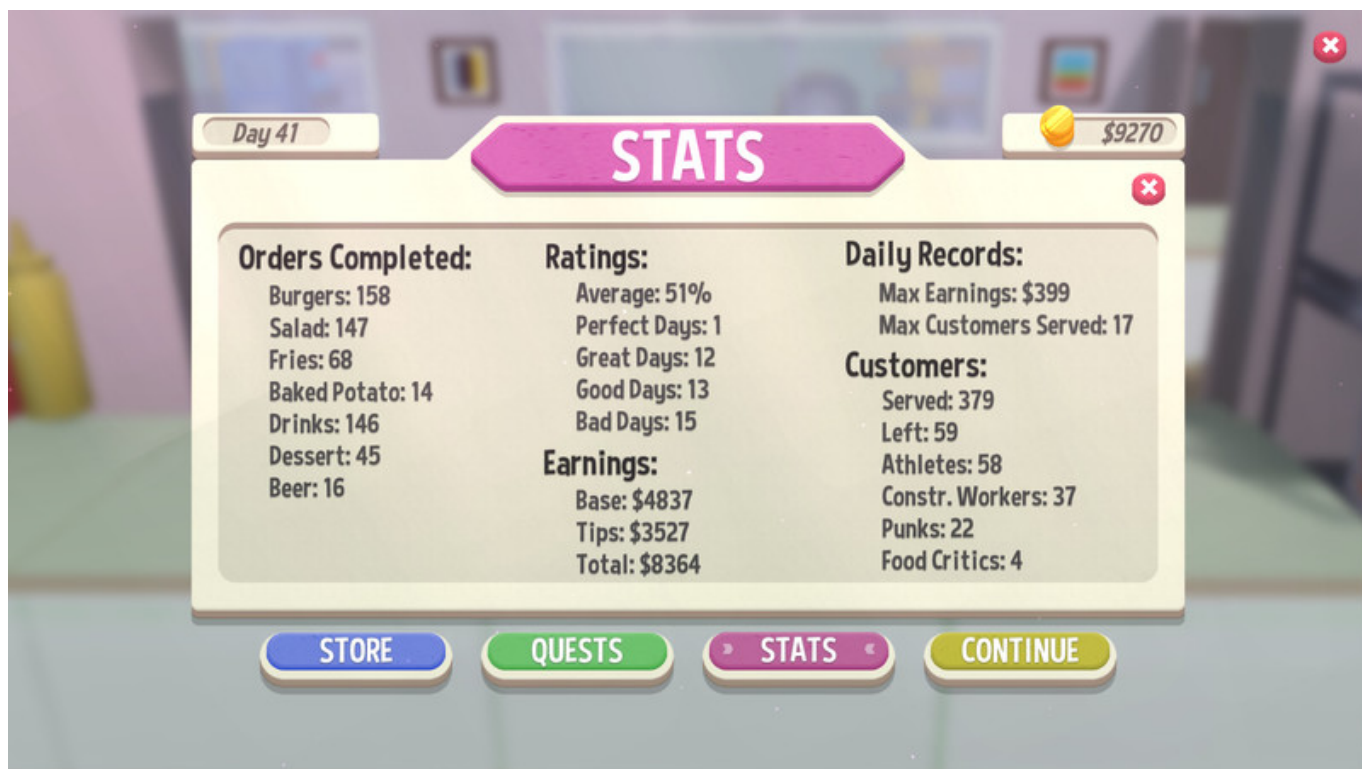 Day 41
STATS
$9270
Orders Completed:
Burgers: 158
Salad: 147
Fries: 68
Baked Potato: 14
Drinks: 146
Dessert: 45
Beer: 16
Ratings:
Average: 51%
Perfect Days: 1
Great Days: 12
Good Days: 13
Bad Days: 15
Earnings:
Base: $4837
Tips: $3527
Total: $8364
Daily Records:
Max Earnings: $399
Max Customers Served: 17
Customers:
Served: 379
Left: 59
Athletes: 58
Constr. Workers: 37
Punks: 22
Food Critics: 4
STORE
QUESTS
STATS
CONTINUE